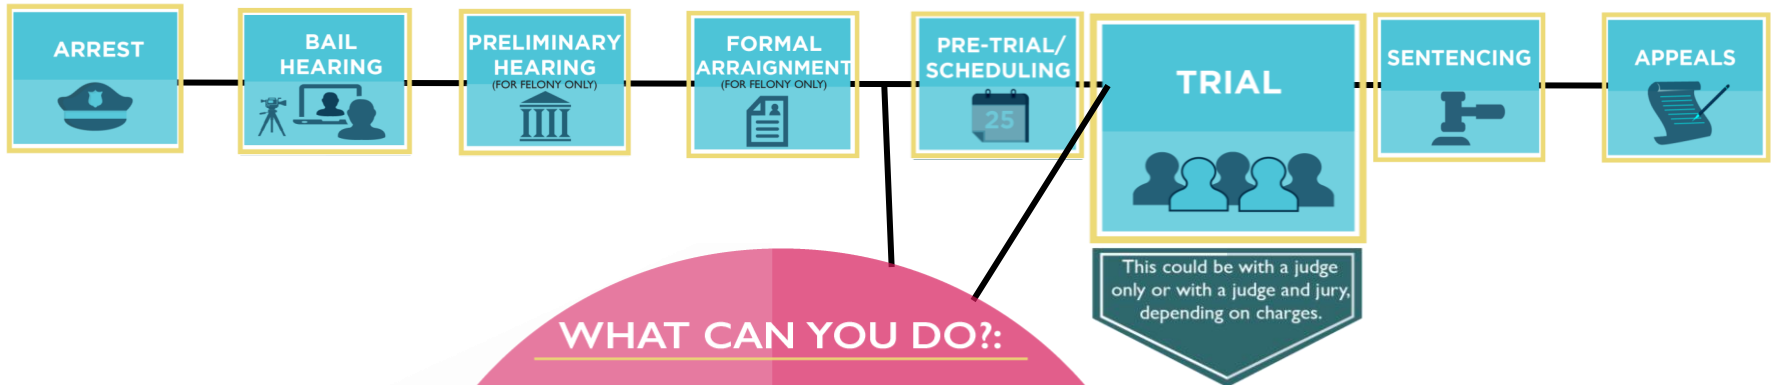 ARREST
BAIL
HEARING
PRELIMINARY
HEARING
(FOR FELONY ONLY)
FORMAL
ARRAIGNMENT
(FOR FELONY ONLY)
PRE-TRIAL/
SCHEDULING
25
TRIAL
SENTENCING
APPEALS
This could be with a judge
only or with a judge and jury,
depending on charges.
WHAT CAN YOU DO?: